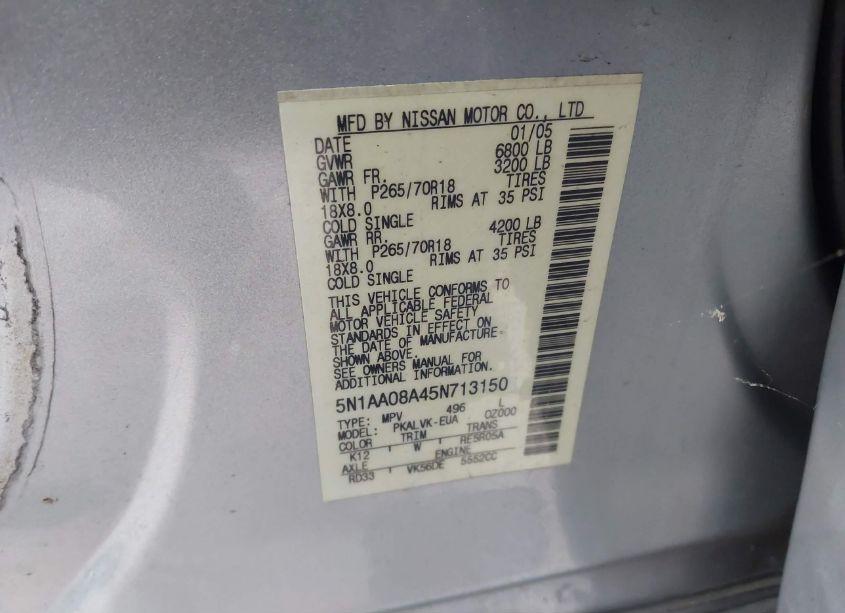 MFD BY NISSAN MOTOR CO., LTD
DATE 01/05
GVWR 6800 LB
GAWR FR. 3200 LB
WITH P265/70R18 TIRES
18X8.0 RIMS AT 35 PSI
COLD SINGLE
GAWR RR. 4200 LB
WITH P265/70R18 TIRES
18X8.0 RIMS AT 35 PSI
COLD SINGLE
THIS VEHICLE CONFORMS TO
ALL APPLICABLE FEDERAL
MOTOR VEHICLE SAFETY
STANDARDS IN EFFECT ON
THE DATE OF MANUFACTURE
SHOWN ABOVE.
SEE OWNERS MANUAL FOR
ADDITIONAL INFORMATION.
5N1AA08A45N713150
TYPE: MPV 496 L
MODEL: PKALVK-EUA OZ000
COLOR TRIM TRANS
K12 W RE5R05A
AXLE ENGINE
RD33 VK56DE 5552CC